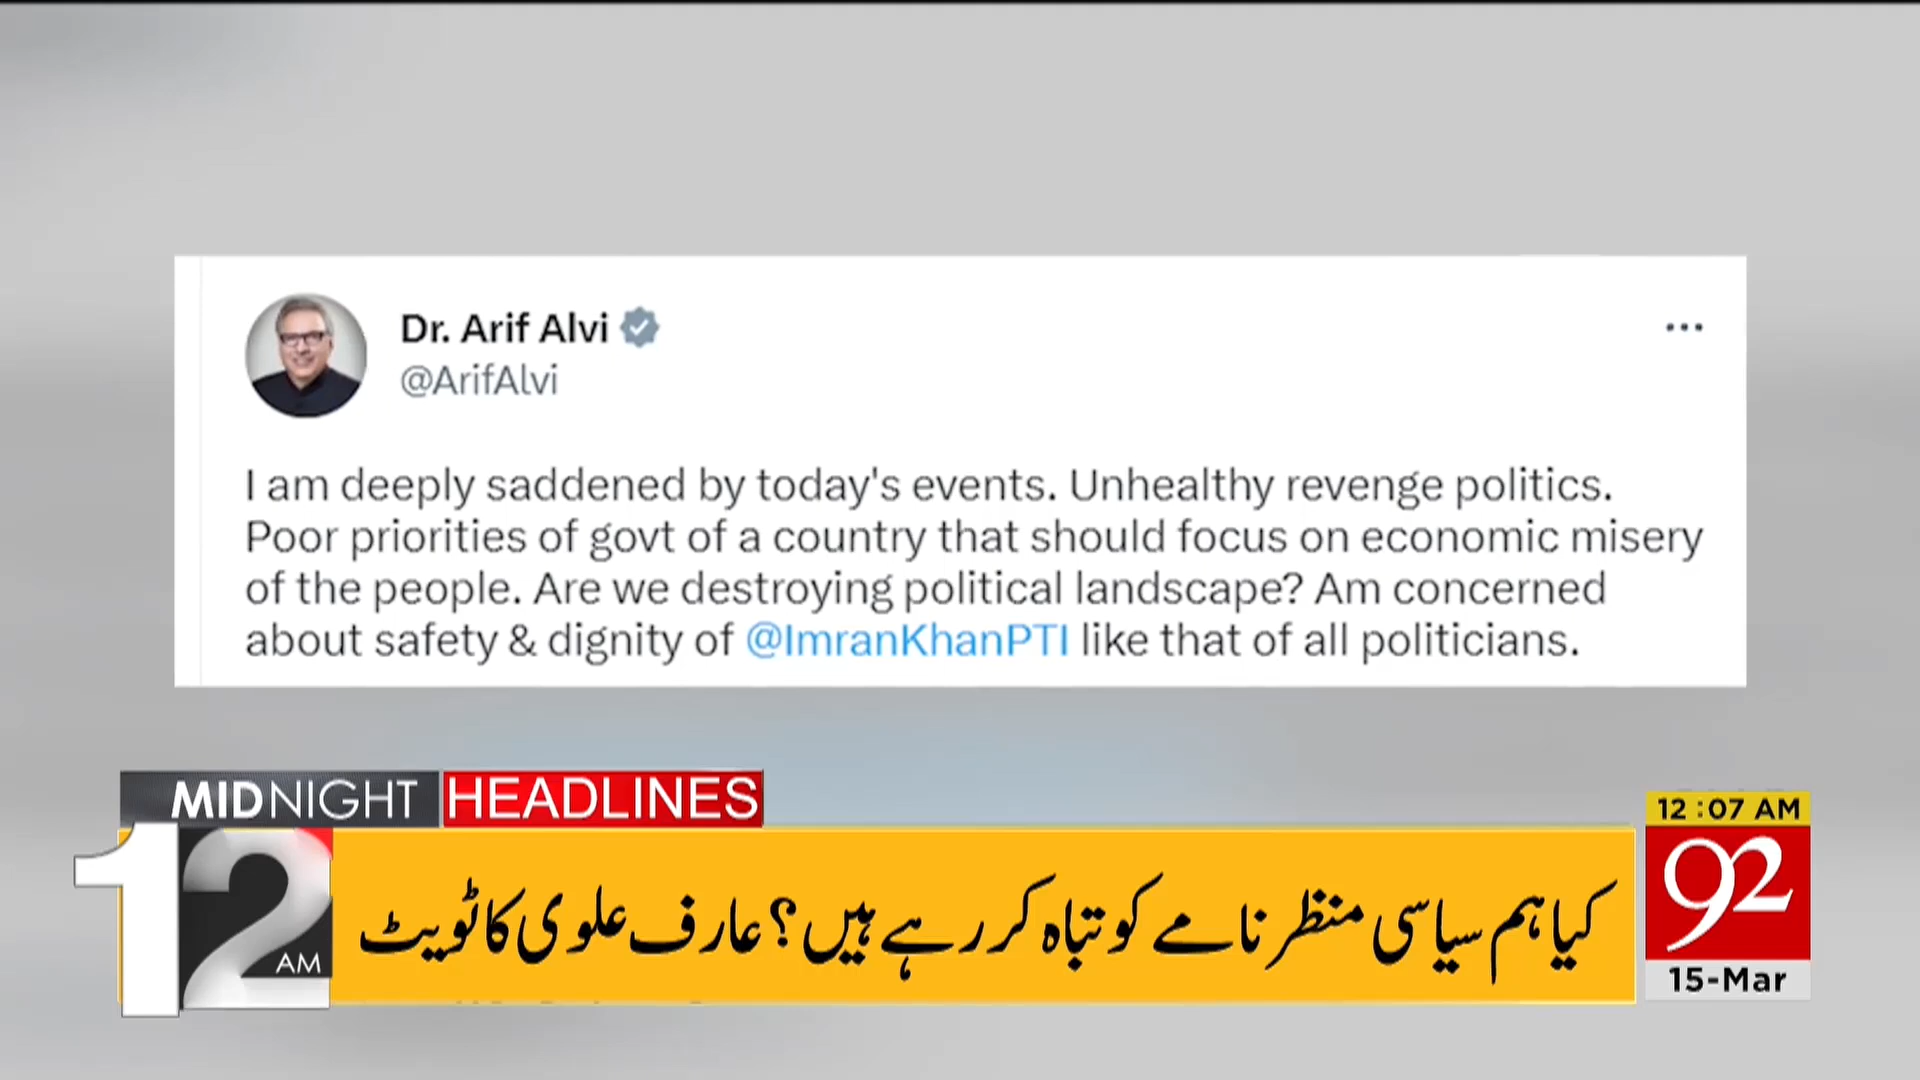 Dr. Arif Alvi
@ArifAlvi
I am deeply saddened by today's events. Unhealthy revenge politics.
Poor priorities of govt of a country that should focus on economic misery
of the people. Are we destroying political landscape? Am concerned
about safety & dignity of @ImranKhanPTI like that of all politicians.
MIDNIGHT HEADLINES
12 AM
کیا ہم سیاسی منظر نامے کو تباہ کر رہے ہیں؟ عارف علوی کا ٹویٹ
12:07 AM
92
15-Mar